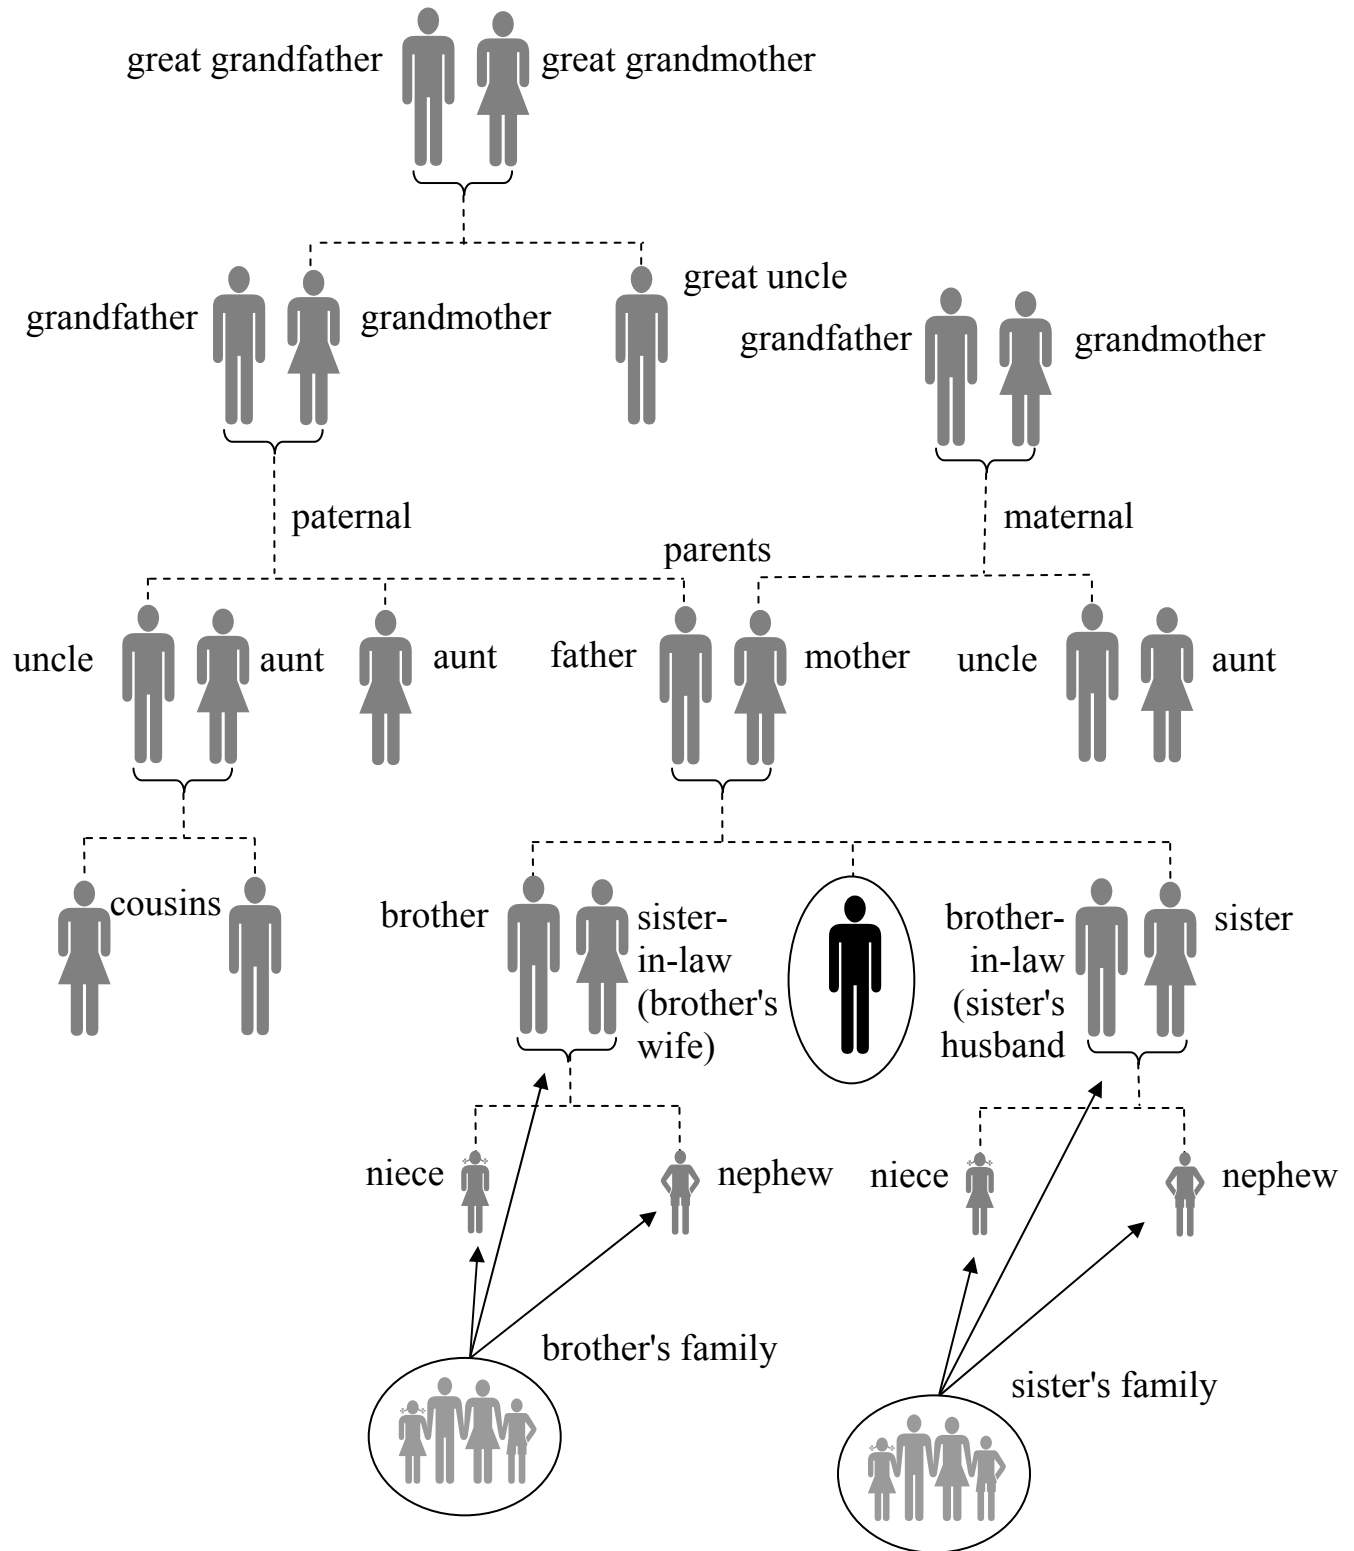 great grandfather
great grandmother
great uncle
grandfather
grandmother
grandfather
grandmother
paternal
maternal
parents
uncle
aunt
aunt
father
mother
uncle
aunt
cousins
brother
sister-
in-law
(brother's
wife)
brother-
in-law
(sister's
husband
sister
niece
nephew
niece
nephew
brother's family
sister's family